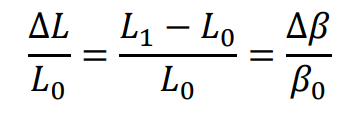 ΔL/L₀ = (L₁ − L₀)/L₀ = Δβ/β₀